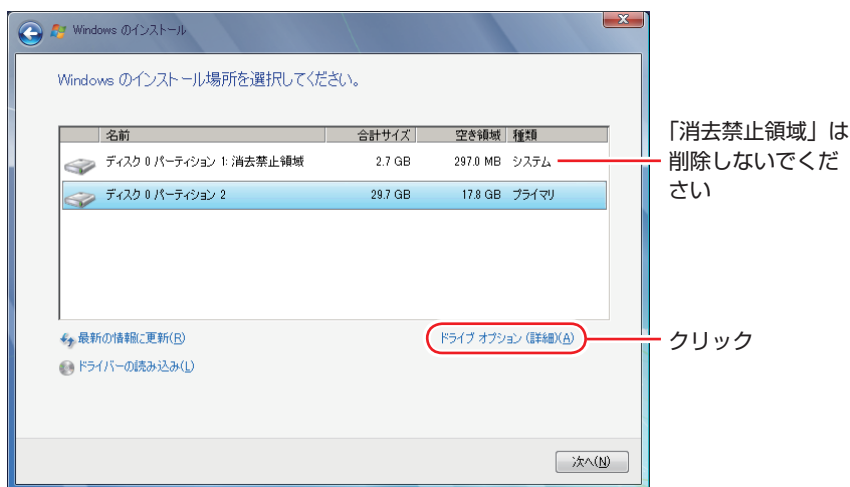 Windows のインストール
Windows のインストール場所を選択してください。
名前 合計サイズ 空き領域 種類
ディスク 0 パーティション 1: 消去禁止領域 2.7 GB 297.0 MB システム
ディスク 0 パーティション 2 29.7 GB 17.8 GB プライマリ
「消去禁止領域」は
削除しないでくだ
さい
最新の情報に更新(R)
ドライブ オプション (詳細)(A)
クリック
ドライバーの読み込み(L)
次へ(N)